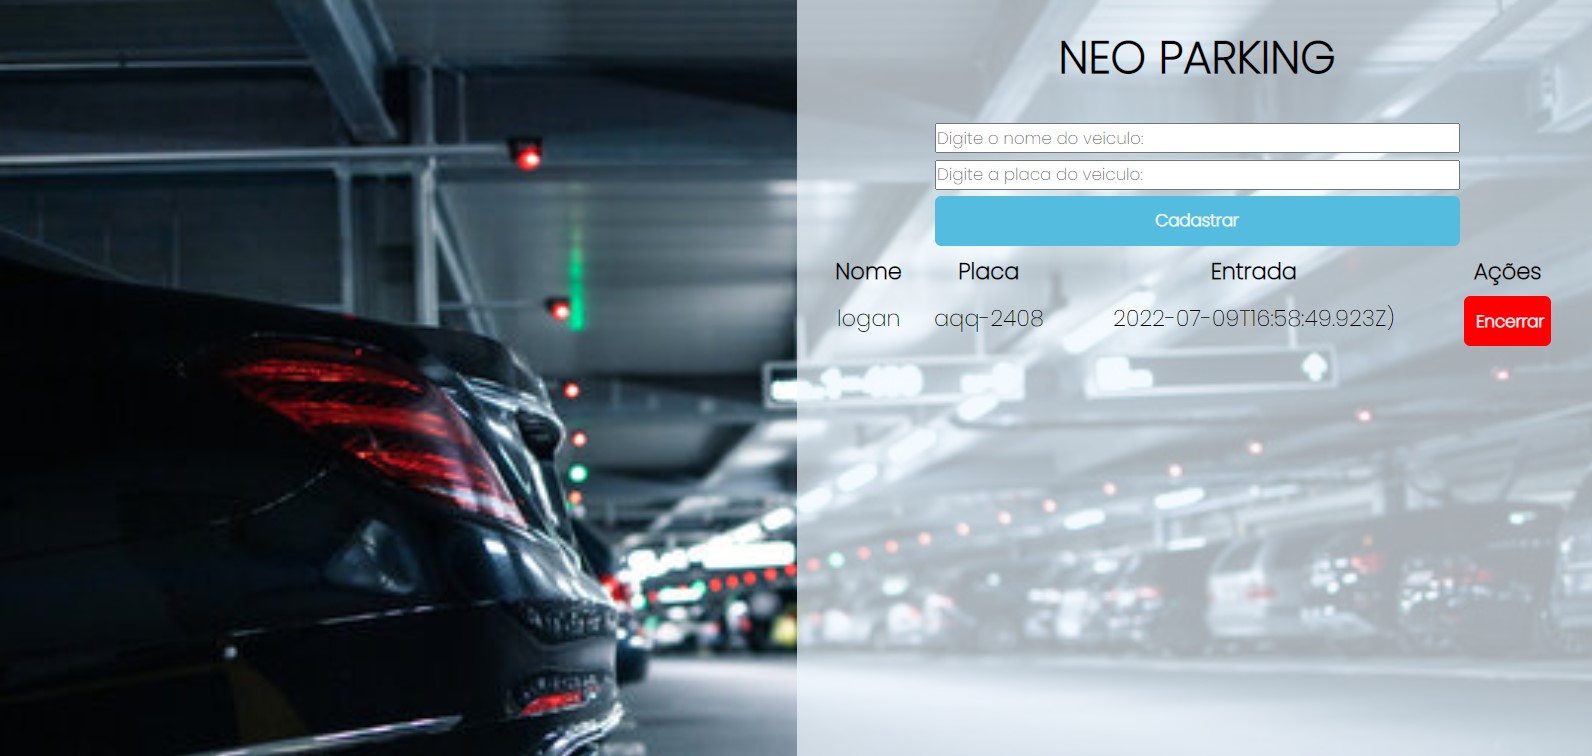 NEO PARKING
Digite o nome do veiculo:
Digite a placa do veiculo:
Cadastrar
Nome Placa Entrada Ações
logan aqq-2408 2022-07-09T16:58:49.923Z) Encerrar